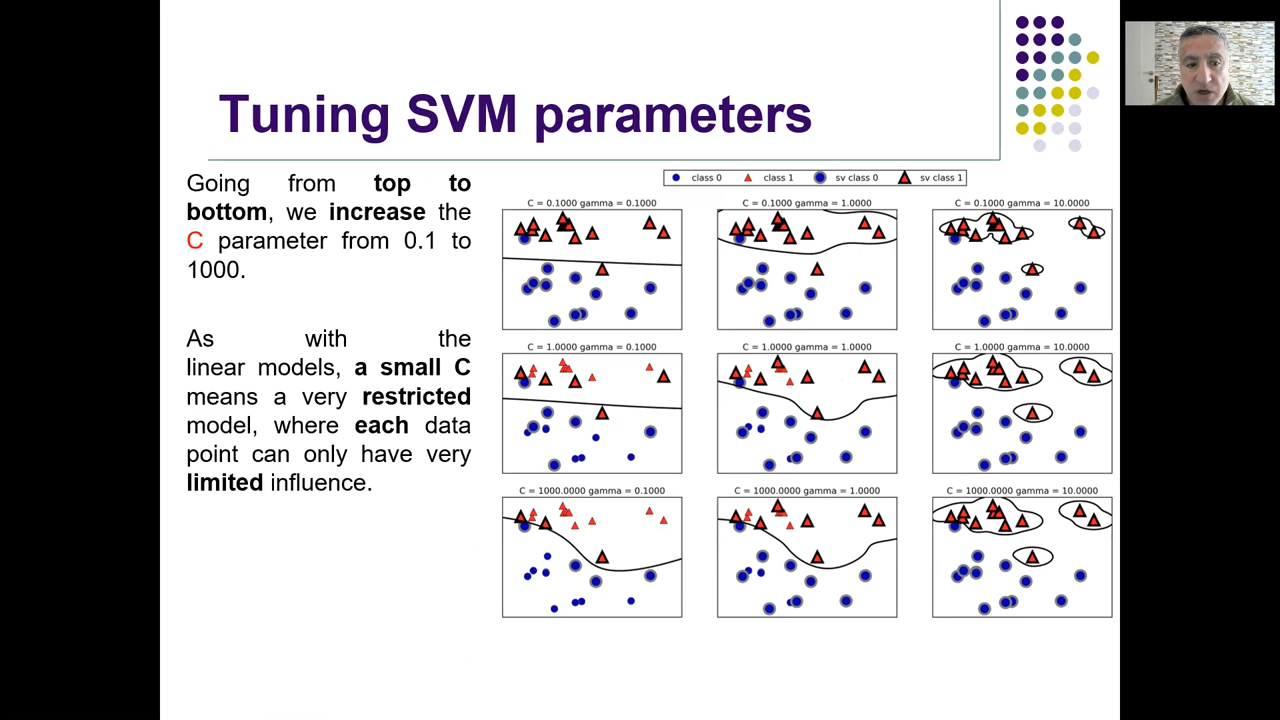 Tuning SVM parameters
Going from top to
bottom, we increase the
C parameter from 0.1 to
1000.
As with the
linear models, a small C
means a very restricted
model, where each data
point can only have very
limited influence.
class 0 class 1 sv class 0 sv class 1
C = 0.1000 gamma = 0.1000
C = 0.1000 gamma = 1.0000
C = 0.1000 gamma = 10.0000
C = 1.0000 gamma = 0.1000
C = 1.0000 gamma = 1.0000
C = 1.0000 gamma = 10.0000
C = 1000.0000 gamma = 0.1000
C = 1000.0000 gamma = 1.0000
C = 1000.0000 gamma = 10.0000